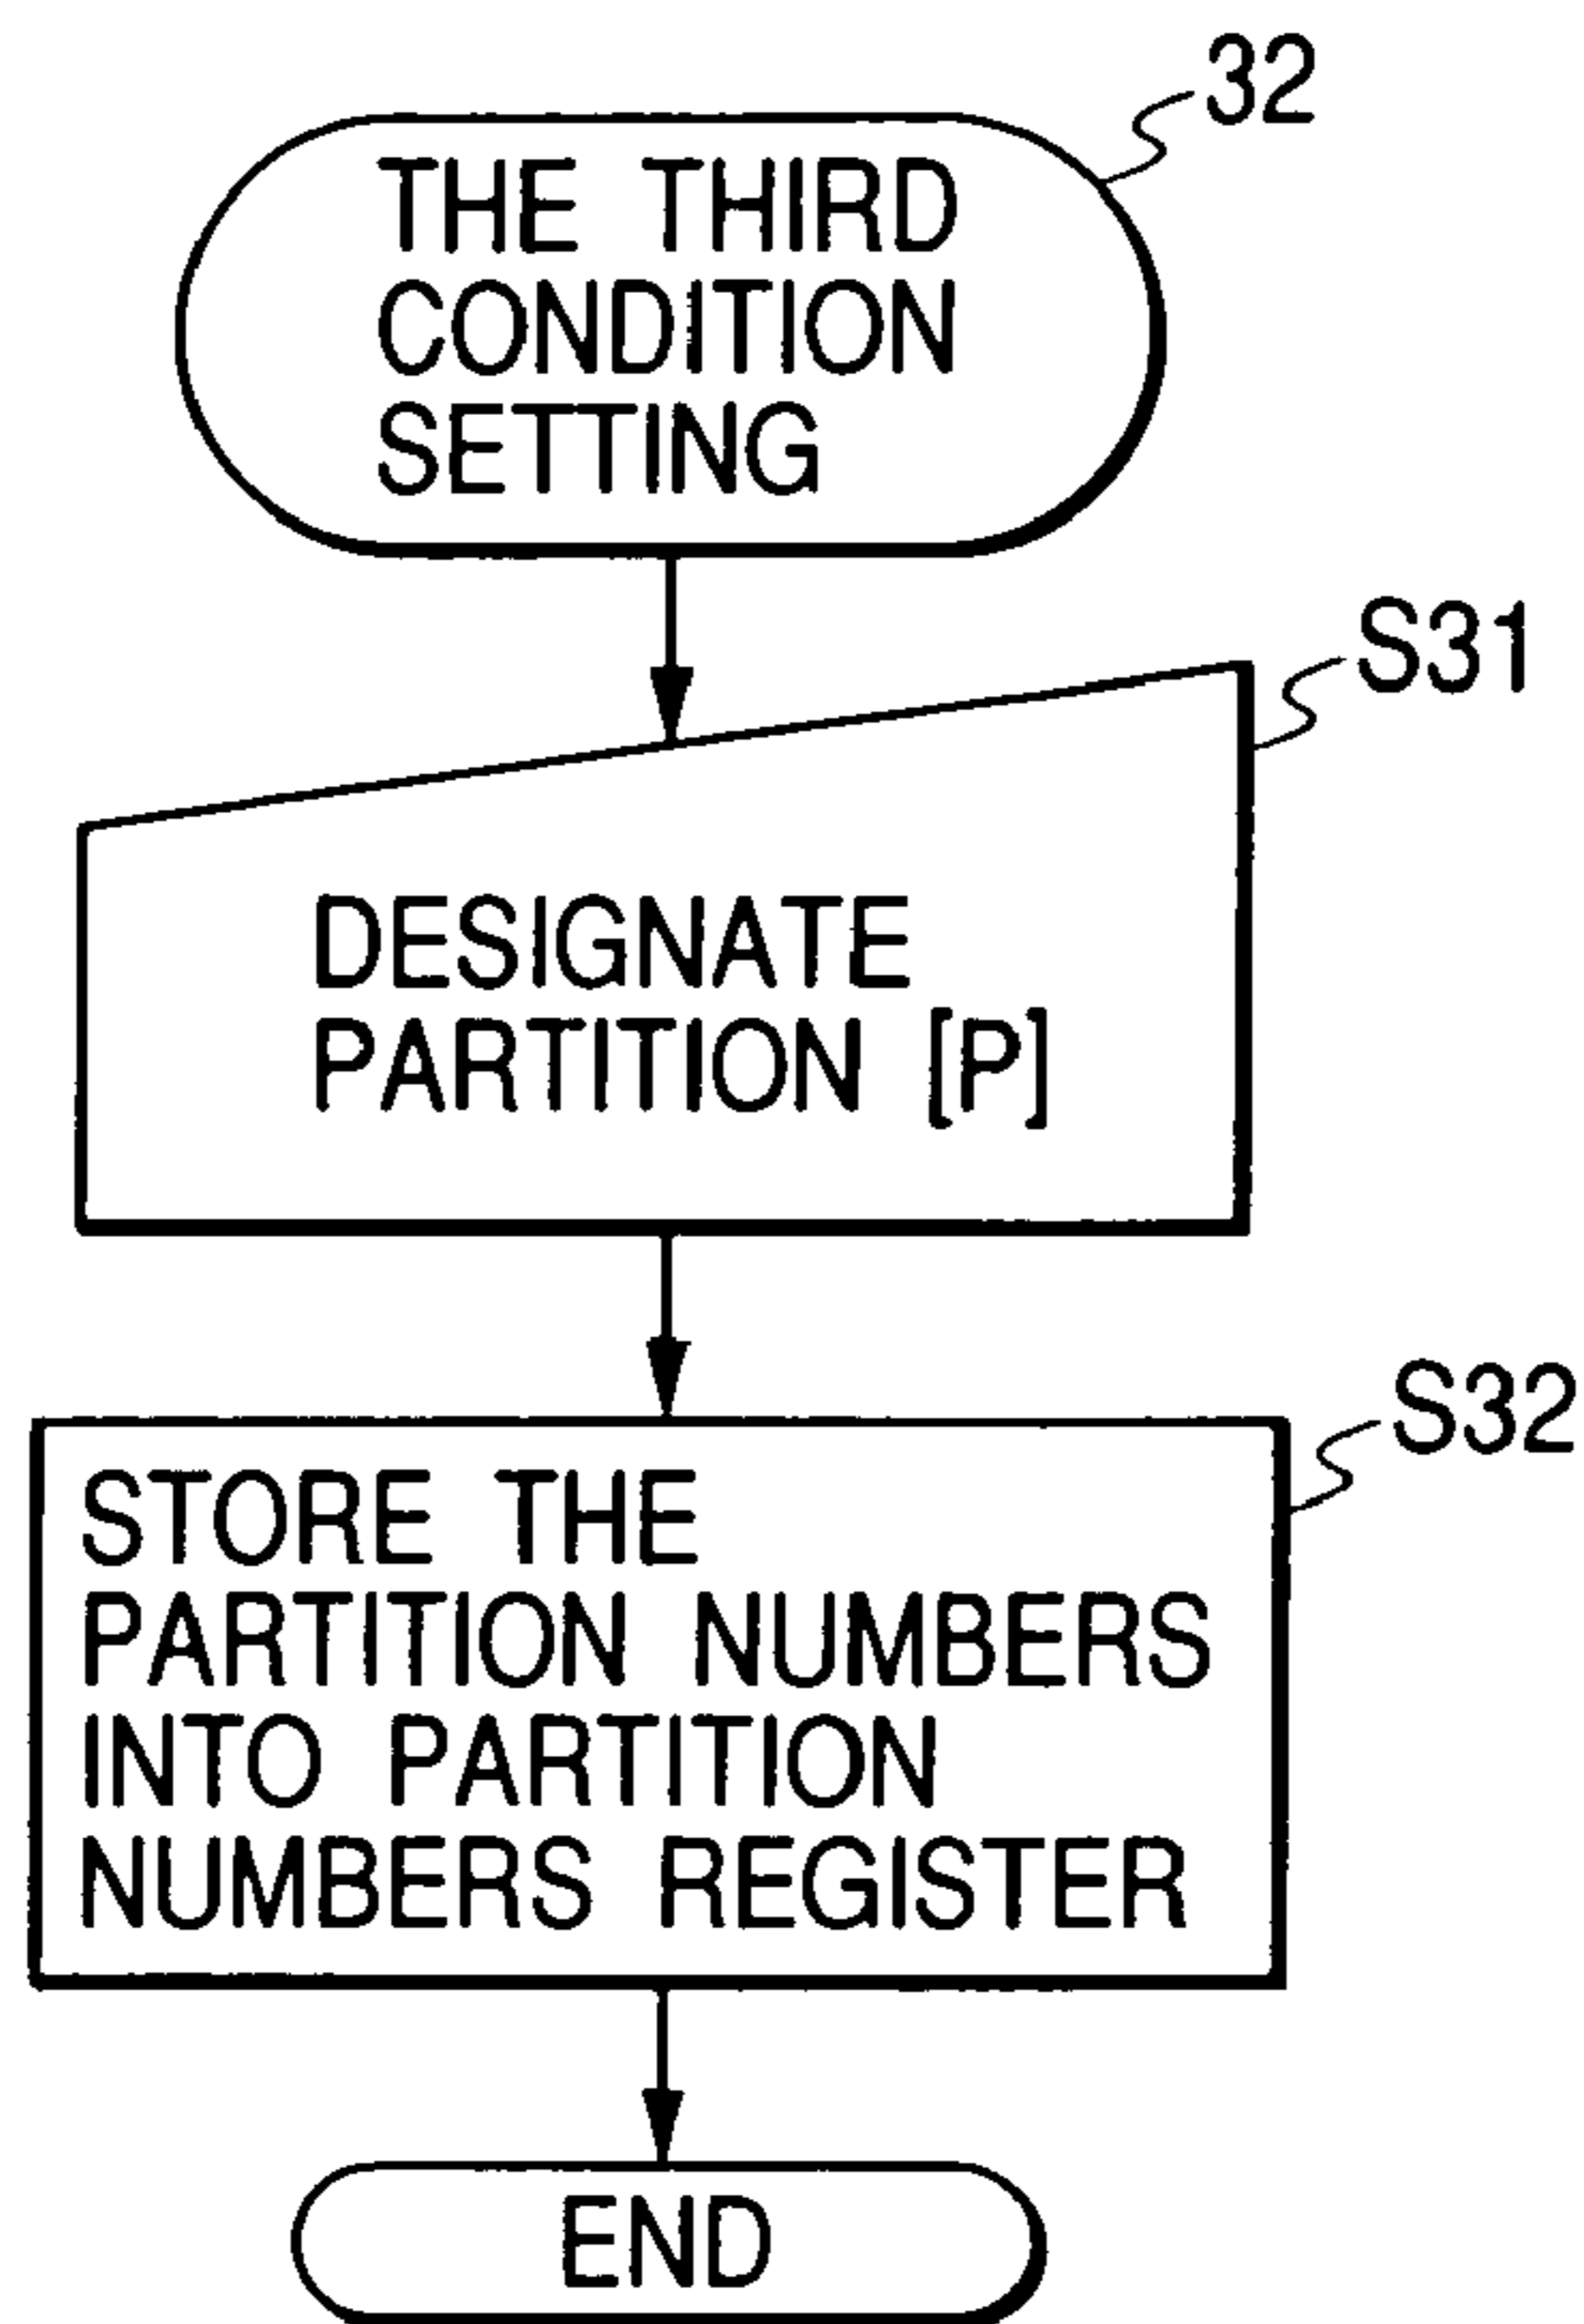 32
THE THIRD
CONDITION
SETTING
S31
DESIGNATE
PARTITION [P]
S32
STORE THE
PARTITION NUMBERS
INTO PARTITION
NUMBERS REGISTER
END